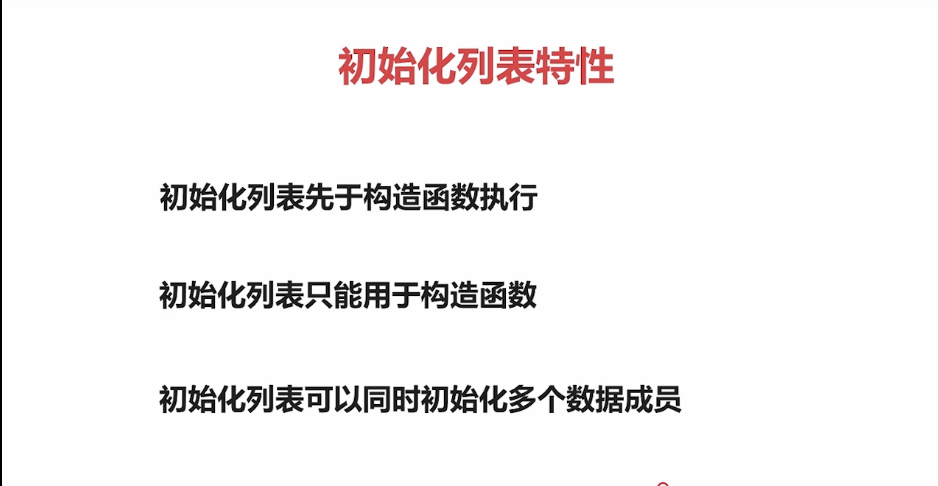 初始化列表特性
初始化列表先于构造函数执行
初始化列表只能用于构造函数
初始化列表可以同时初始化多个数据成员